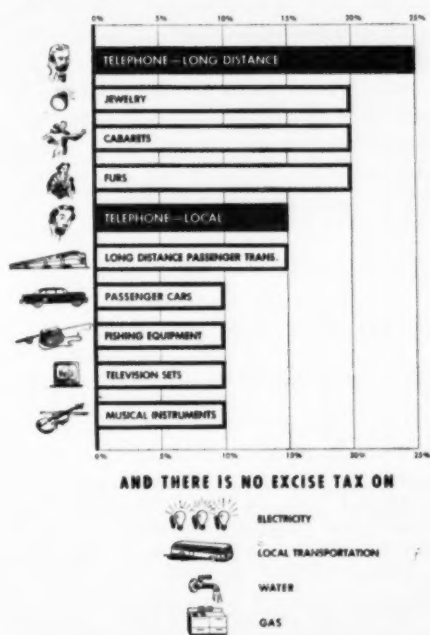 0% 5% 10% 15% 20% 25%
TELEPHONE—LONG DISTANCE
JEWELRY
CABARETS
FURS
TELEPHONE—LOCAL
LONG DISTANCE PASSENGER TRANS.
PASSENGER CARS
FISHING EQUIPMENT
TELEVISION SETS
MUSICAL INSTRUMENTS
0% 5% 10% 15% 20% 25%
AND THERE IS NO EXCISE TAX ON
ELECTRICITY
LOCAL TRANSPORTATION
WATER
GAS